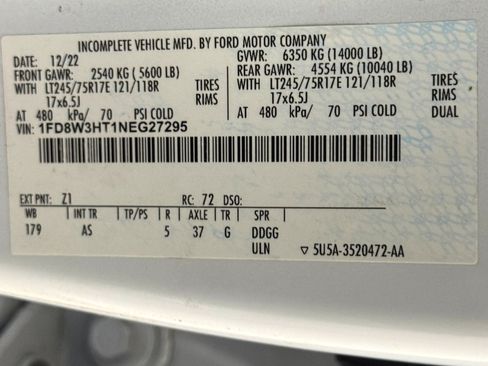 INCOMPLETE VEHICLE MFD. BY FORD MOTOR COMPANY
DATE: 12/22 GVWR: 6350 KG (14000 LB)
FRONT GAWR: 2540 KG (5600 LB) REAR GAWR: 4554 KG (10040 LB)
WITH LT245/75R17E 121/118R TIRES WITH LT245/75R17E 121/118R TIRES
17x6.5J RIMS 17x6.5J RIMS
AT 480 kPa/ 70 PSI COLD AT 480 kPa/ 70 PSI COLD DUAL
VIN: 1FD8W3HT1NEG27295
EXT PNT: Z1 RC: 72 DSO:
WB INT TR TP/PS R AXLE TR SPR
179 AS 5 37 G DDGG
ULN ▽ 5U5A-3520472-AA